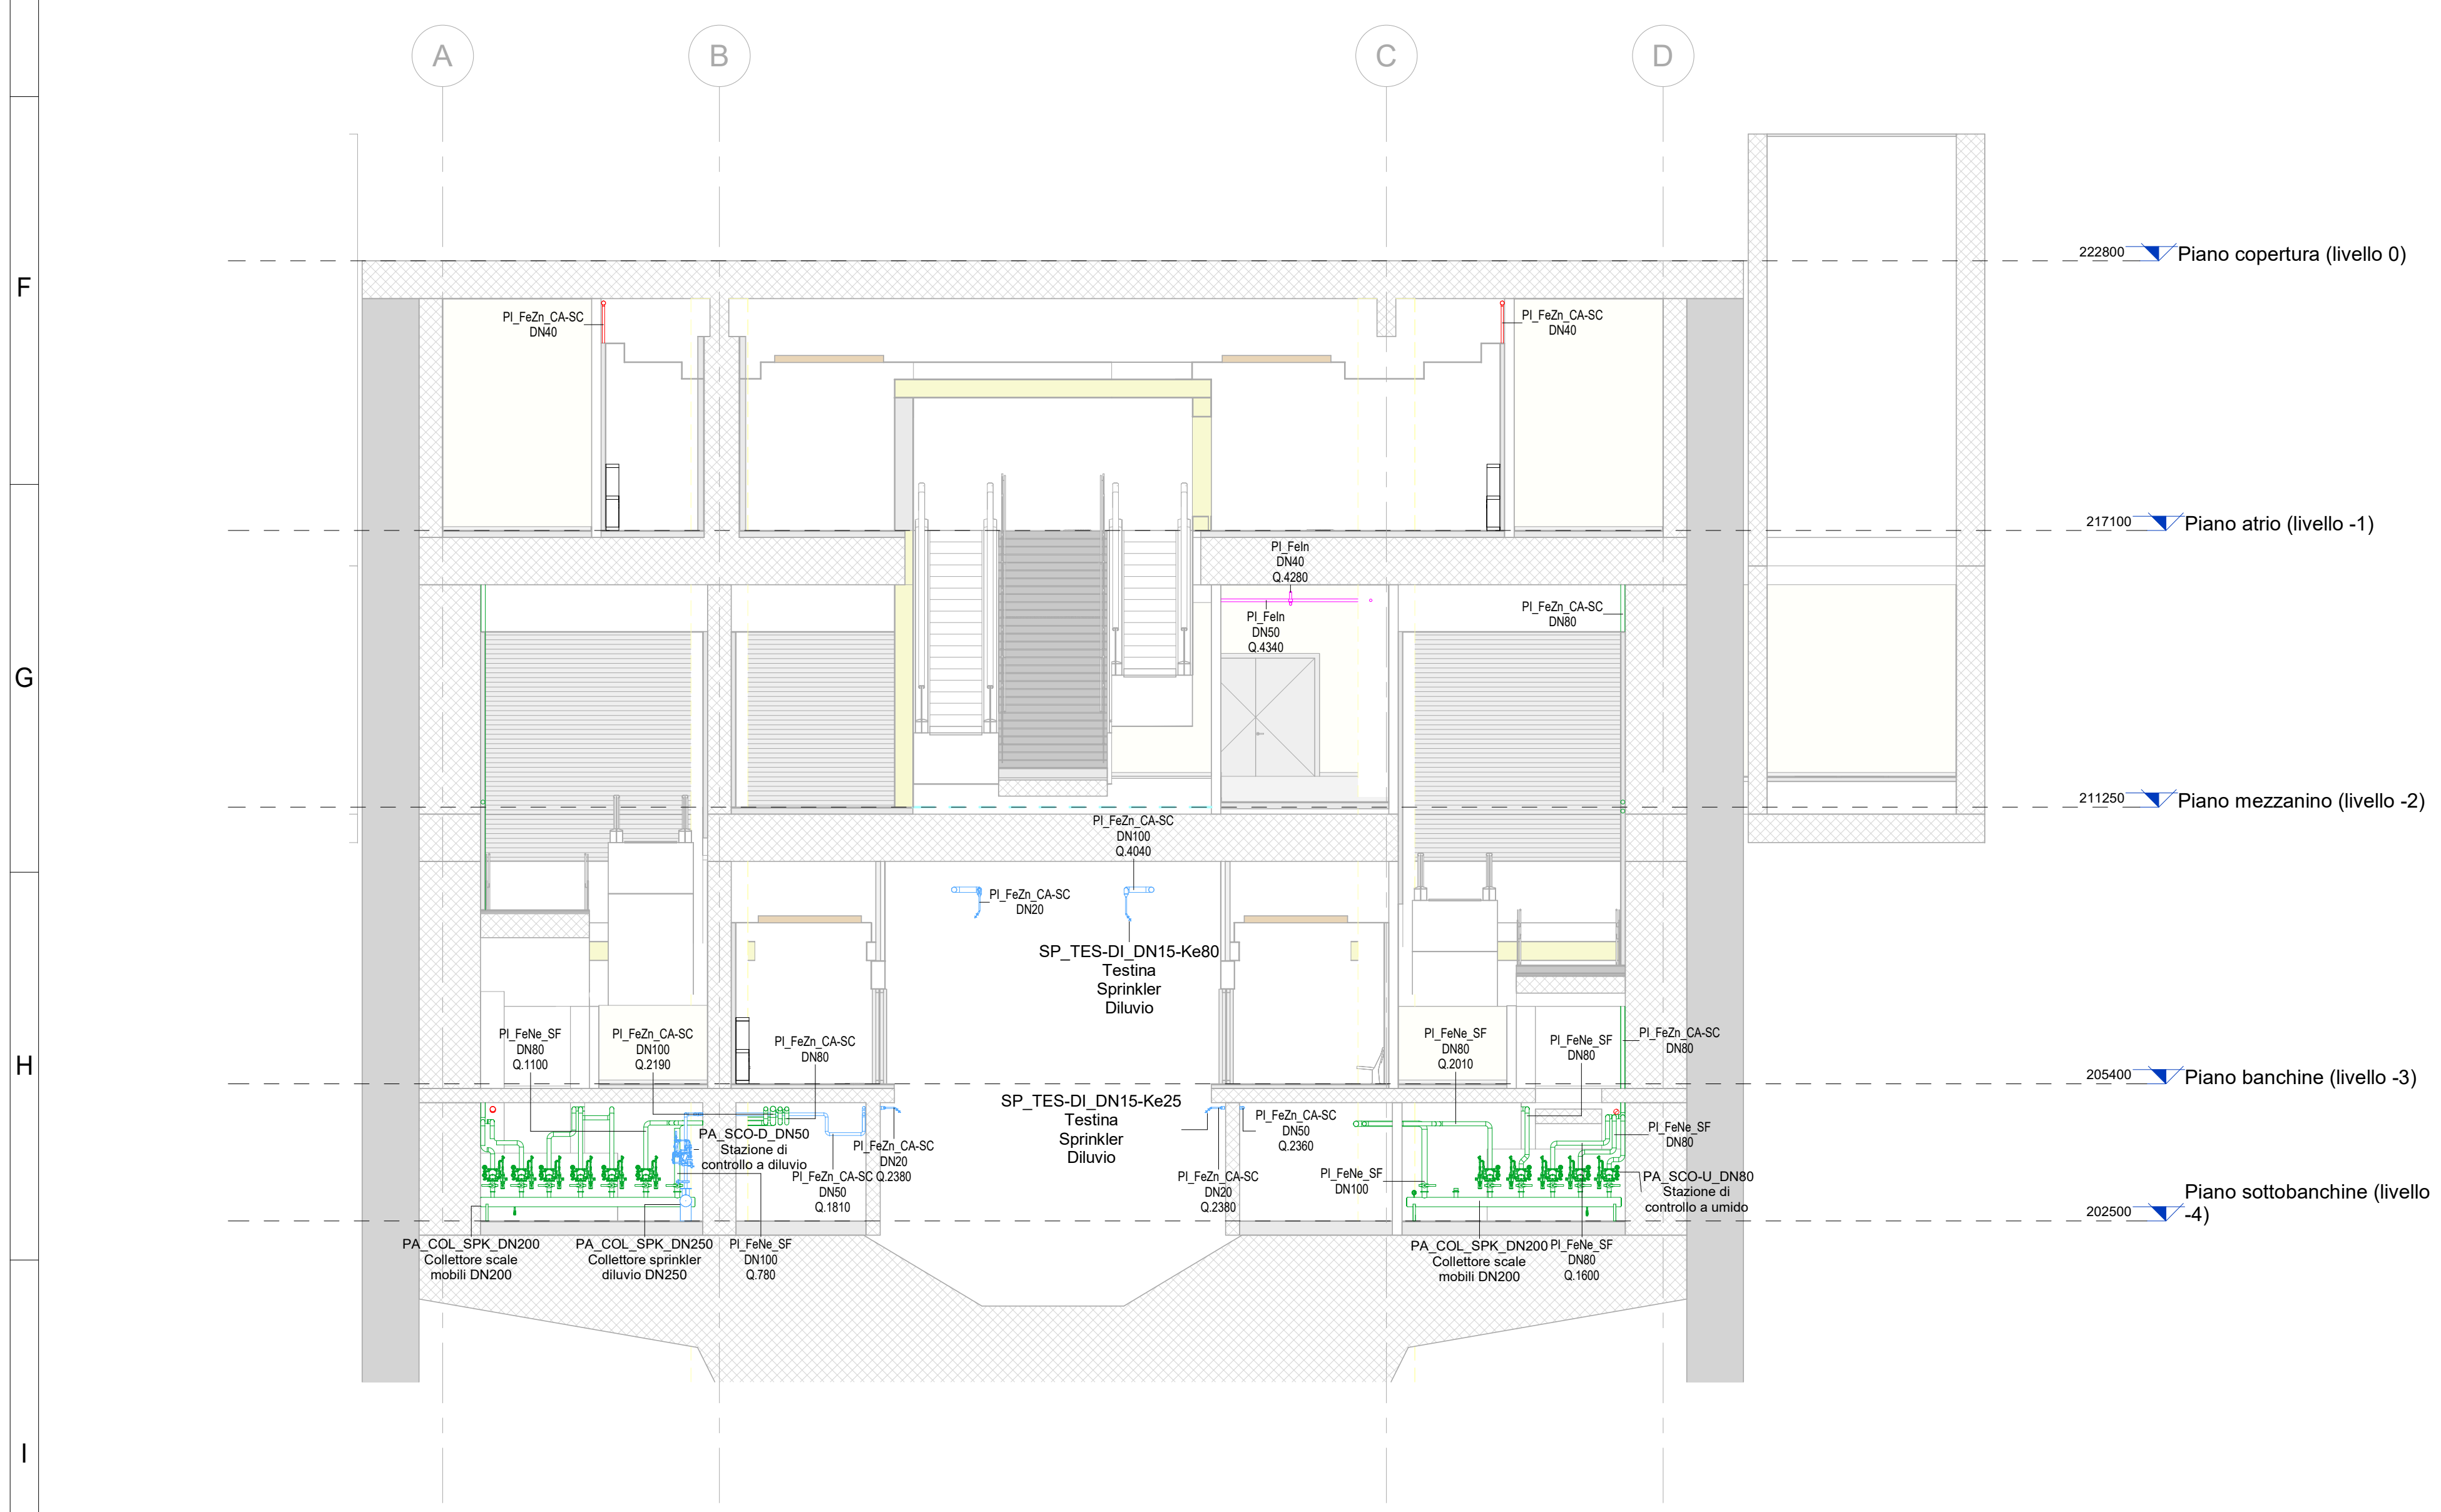 A
B
C
D
F
G
H
I
222800
Piano copertura (livello 0)
217100
Piano atrio (livello -1)
211250
Piano mezzanino (livello -2)
205400
Piano banchine (livello -3)
202500
Piano sottobanchine (livello
-4)
PI_FeZn_CA-SC
DN40
PI_FeZn_CA-SC
DN40
PI_FeIn
DN40
Q.4280
PI_FeIn
DN50
Q.4340
PI_FeZn_CA-SC
DN80
PI_FeZn_CA-SC
DN100
Q.4040
PI_FeZn_CA-SC
DN20
SP_TES-DI_DN15-Ke80
Testina
Sprinkler
Diluvio
PI_FeNe_SF
DN80
Q.1100
PI_FeZn_CA-SC
DN100
Q.2190
PI_FeZn_CA-SC
DN80
PI_FeNe_SF
DN80
Q.2010
PI_FeNe_SF
DN80
PI_FeZn_CA-SC
DN80
SP_TES-DI_DN15-Ke25
Testina
Sprinkler
Diluvio
PA_SCO-D_DN50
Stazione di
controllo a diluvio
PI_FeZn_CA-SC
DN20
Q.2380
PI_FeZn_CA-SC
DN50
Q.1810
PI_FeZn_CA-SC
DN50
Q.2360
PI_FeZn_CA-SC
DN20
Q.2380
PI_FeNe_SF
DN100
PI_FeNe_SF
DN80
PA_SCO-U_DN80
Stazione di
controllo a umido
PA_COL_SPK_DN200
Collettore scale
mobili DN200
PA_COL_SPK_DN250
Collettore sprinkler
diluvio DN250
PI_FeNe_SF
DN100
Q.780
PA_COL_SPK_DN200
Collettore scale
mobili DN200
PI_FeNe_SF
DN80
Q.1600